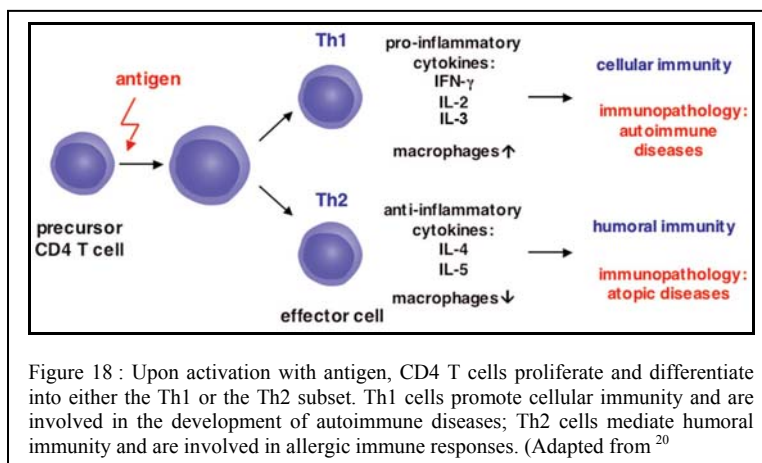 antigen
precursor
CD4 T cell
Th1
pro-inflammatory
cytokines:
IFN-γ
IL-2
IL-3
macrophages↑
cellular immunity
immunopathology:
autoimmune
diseases
Th2
effector cell
anti-inflammatory
cytokines:
IL-4
IL-5
macrophages↓
humoral immunity
immunopathology:
atopic diseases
Figure 18 : Upon activation with antigen, CD4 T cells proliferate and differentiate
into either the Th1 or the Th2 subset. Th1 cells promote cellular immunity and are
involved in the development of autoimmune diseases; Th2 cells mediate humoral
immunity and are involved in allergic immune responses. (Adapted from 20